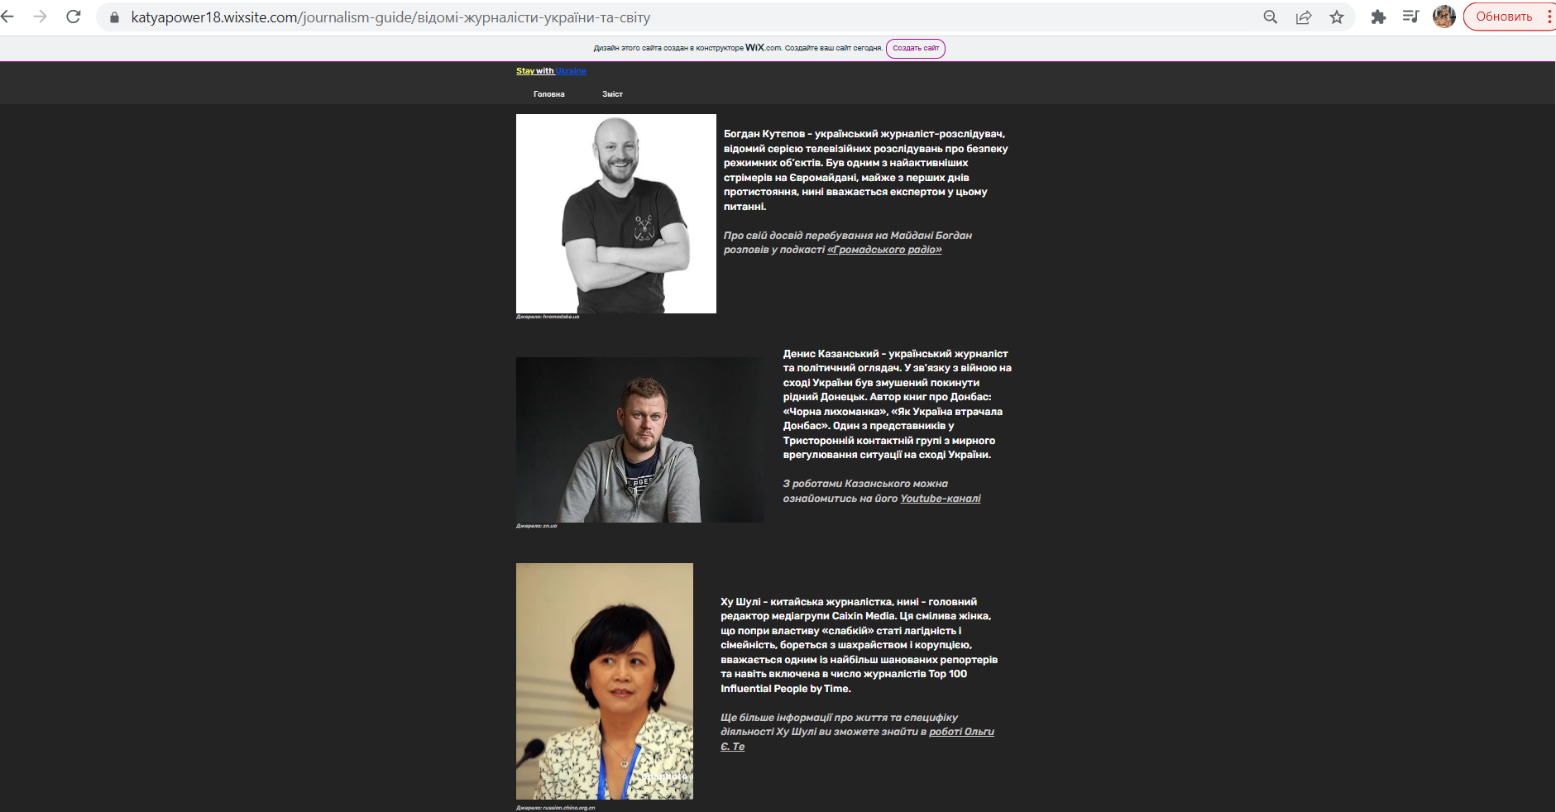 katyapower18.wixsite.com/journalism-guide/відомі-журналісти-україни-та-світу
Обновить
Дизайн этого сайта создан в конструкторе WiX.com. Создайте ваш сайт сегодня. Создать сайт
Stay with Ukraine
Головна Зміст
Богдан Кутєпов - український журналіст-розслідувач,
відомий серією телевізійних розслідувань про безпеку
режимних об'єктів. Був одним з найактивніших
стрімерів на Євромайдані, майже з перших днів
протистояння, нині вважається експертом у цьому
питанні.
Про свій досвід перебування на Майдані Богдан
розповів у подкасті «Громадського радіо»
Джерело: hromadske.ua
Денис Казанський - український журналіст
та політичний оглядач. У зв'язку з війною на
сході України був змушений покинути
рідний Донецьк. Автор книг про Донбас:
«Чорна лихоманка», «Як Україна втрачала
Донбас». Один з представників у
Тристоронній контактній групі з мирного
врегулювання ситуації на сході України.
З роботами Казанського можна
ознайомитись на його Youtube-каналі
Джерело: zn.ua
Ху Шулі - китайська журналістка, нині - головний
редактор медіагрупи Caixin Media. Ця смілива жінка,
що попри властиву «слабкій» статі лагідність і
сімейність, бореться з шахрайством і корупцією,
вважається одним із найбільш шанованих репортерів
та навіть включена в число журналістів Top 100
Influential People by Time.
Ще більше інформації про життя та специфіку
діяльності Ху Шулі ви зможете знайти в роботі Ольги
Є. Те
Джерело: russian.china.org.cn